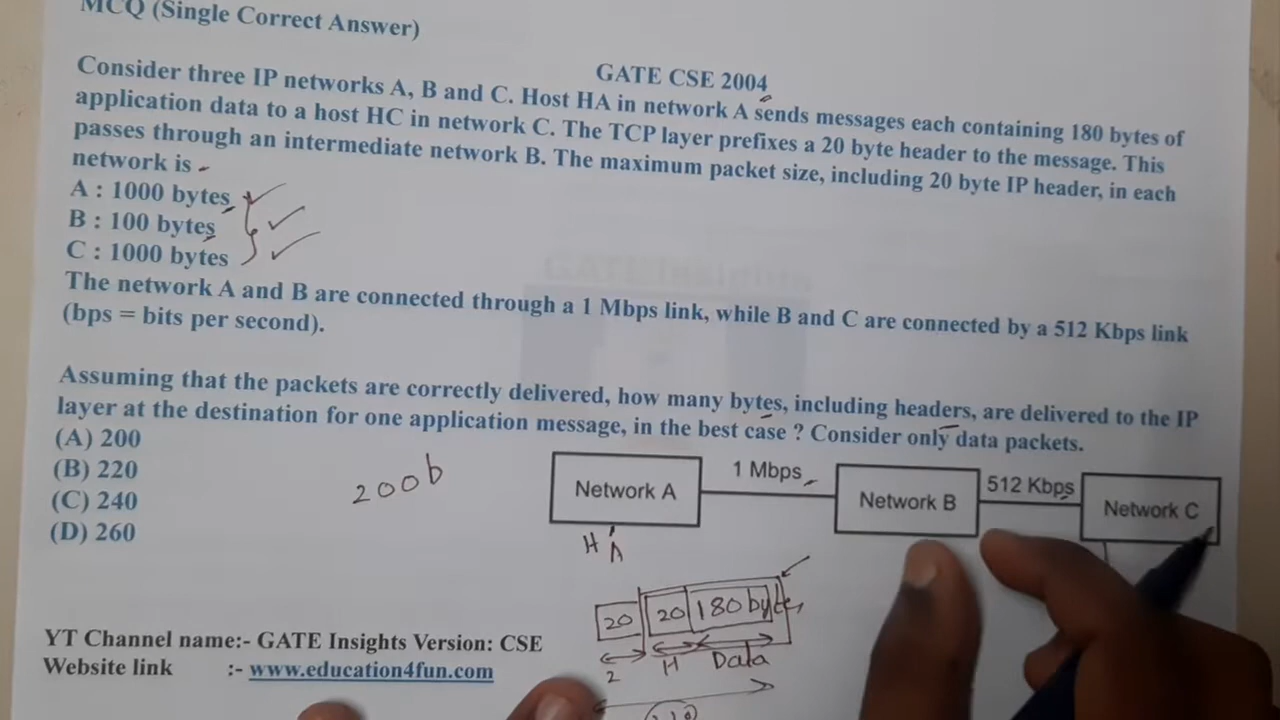 MCQ (Single Correct Answer)
GATE CSE 2004
Consider three IP networks A, B and C. Host HA in network A sends messages each containing 180 bytes of
application data to a host HC in network C. The TCP layer prefixes a 20 byte header to the message. This
passes through an intermediate network B. The maximum packet size, including 20 byte IP header, in each
network is
A : 1000 bytes
B : 100 bytes
C : 1000 bytes
The network A and B are connected through a 1 Mbps link, while B and C are connected by a 512 Kbps link
(bps = bits per second).
Assuming that the packets are correctly delivered, how many bytes, including headers, are delivered to the IP
layer at the destination for one application message, in the best case ? Consider only data packets.
(A) 200
(B) 220
(C) 240
(D) 260
200b
Network A
1 Mbps
Network B
512 Kbps
Network C
HA
20 20 180 byte
H Data
YT Channel name:- GATE Insights Version: CSE
Website link :- www.education4fun.com